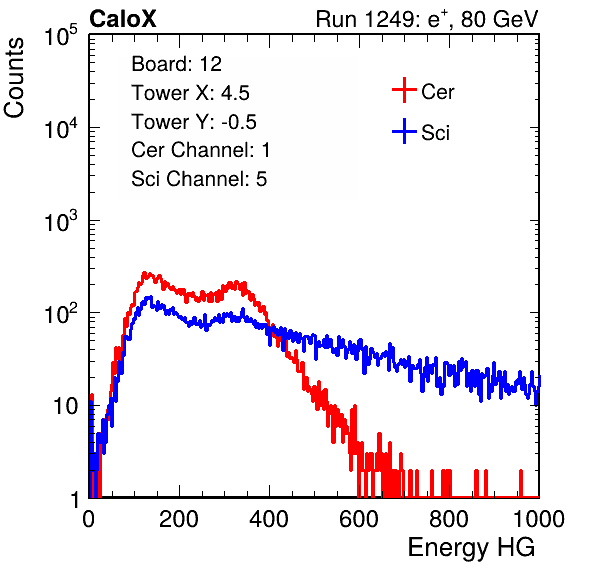 CaloX Run 1249: e⁺, 80 GeV
Counts
10⁵
10⁴
10³
10²
10
1
Board: 12
Tower X: 4.5
Tower Y: -0.5
Cer Channel: 1
Sci Channel: 5
Cer
Sci
0 200 400 600 800 1000
Energy HG